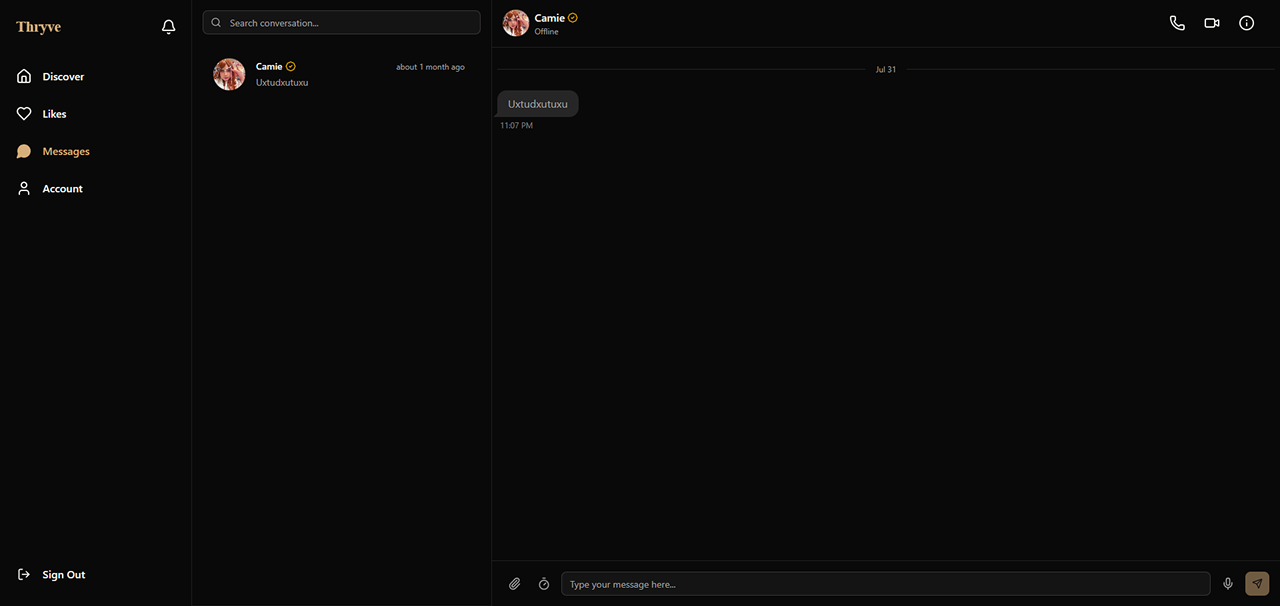 Thryve
Discover
Likes
Messages
Account
Sign Out
Search conversation...
Camie
about 1 month ago
Uxtudxutuxu
Camie
Offline
Jul 31
Uxtudxutuxu
11:07 PM
Type your message here...